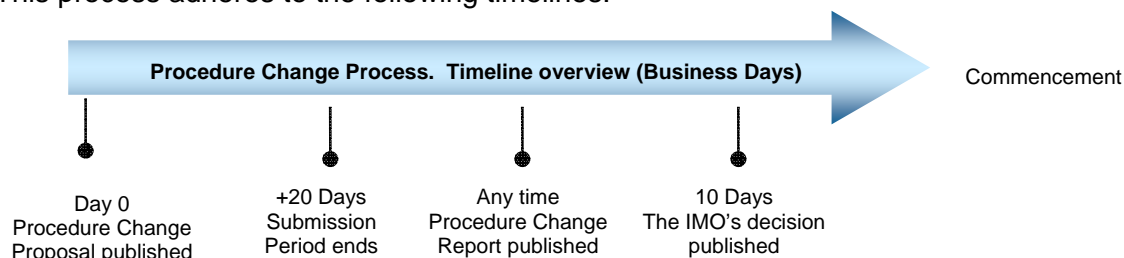 This process adheres to the following timelines:
Procedure Change Process. Timeline overview (Business Days)
Commencement
Day 0
Procedure Change
Proposal published
+20 Days
Submission
Period ends
Any time
Procedure Change
Report published
10 Days
The IMO's decision
published